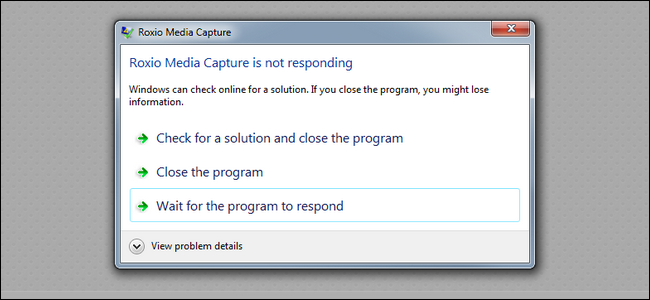 Roxio Media Capture
Roxio Media Capture is not responding
Windows can check online for a solution. If you close the program, you might lose
information.
Check for a solution and close the program
Close the program
Wait for the program to respond
View problem details